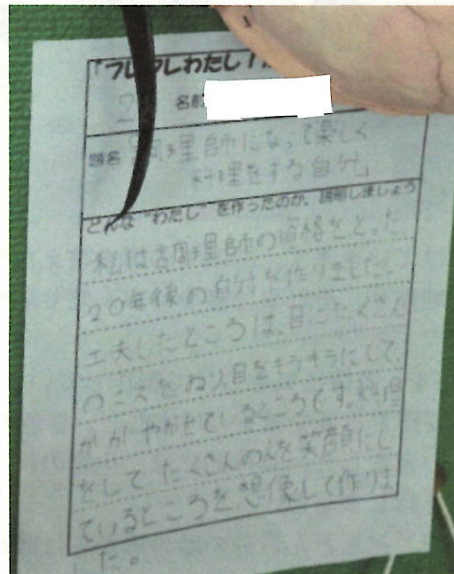 わたし！
2 名前
題名 調理師になって楽しく
料理をする自分」
どんな“わたし”を作ったのか、説明しましょう
私は調理師の資格をとった
20年後の自分を作りました。
工夫したところは、目にたくさん
のニスをぬり目をキラキラにして
かがやかせているところです。料理
をしてたくさんの人を笑顔にし
ているところを想像して作りま
した。